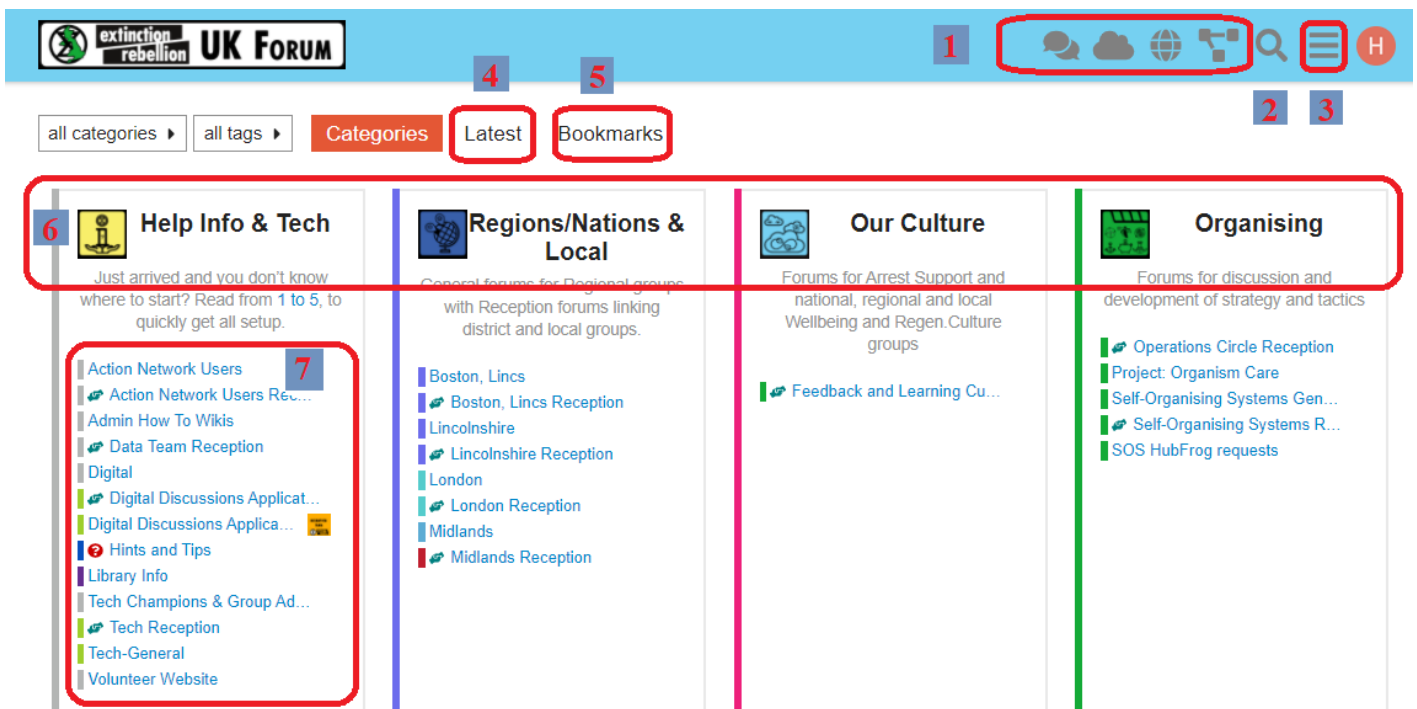 extinction
rebellion UK FORUM
1
H
4
5
2
3
all categories
all tags
Categories
Latest
Bookmarks
6
Help Info & Tech
Just arrived and you don't know
where to start? Read from 1 to 5, to
quickly get all setup.
7
Action Network Users
Action Network Users Rec...
Admin How To Wikis
Data Team Reception
Digital
Digital Discussions Applicat...
Digital Discussions Applica...
Hints and Tips
Library Info
Tech Champions & Group Ad...
Tech Reception
Tech-General
Volunteer Website
Regions/Nations &
Local
General forums for Regional groups
with Reception forums linking
district and local groups.
Boston, Lincs
Boston, Lincs Reception
Lincolnshire
Lincolnshire Reception
London
London Reception
Midlands
Midlands Reception
Our Culture
Forums for Arrest Support and
national, regional and local
Wellbeing and Regen.Culture
groups
Feedback and Learning Cu...
Organising
Forums for discussion and
development of strategy and tactics
Operations Circle Reception
Project: Organism Care
Self-Organising Systems Gen...
Self-Organising Systems R...
SOS HubFrog requests